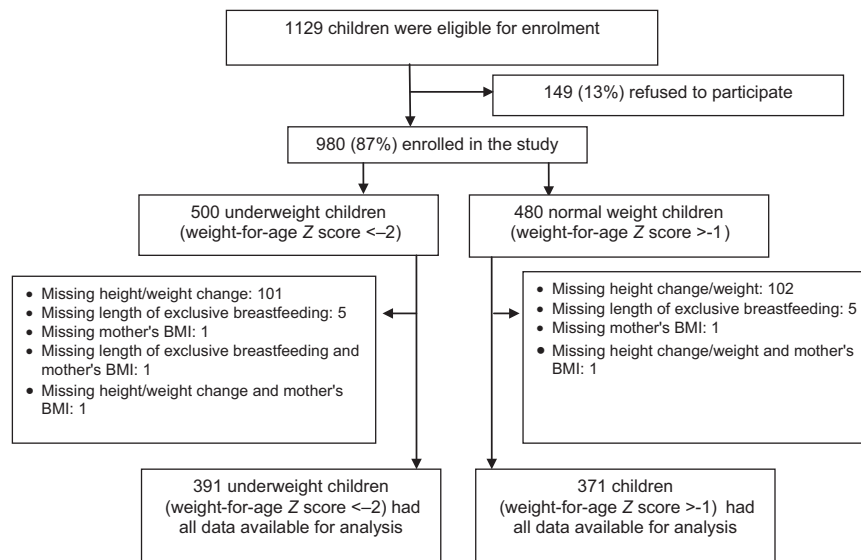 1129 children were eligible for enrolment
149 (13%) refused to participate
980 (87%) enrolled in the study
500 underweight children
(weight-for-age Z score <–2)
480 normal weight children
(weight-for-age Z score >-1)
• Missing height/weight change: 101
• Missing length of exclusive breastfeeding: 5
• Missing mother's BMI: 1
• Missing length of exclusive breastfeeding and
mother's BMI: 1
• Missing height/weight change and mother's
BMI: 1
• Missing height change/weight: 102
• Missing length of exclusive breastfeeding: 5
• Missing mother's BMI: 1
• Missing height change/weight and mother's BMI:
1
391 underweight children
(weight-for-age Z score <–2) had
all data available for analysis
371 children
(weight-for-age Z score >-1) had
all data available for analysis